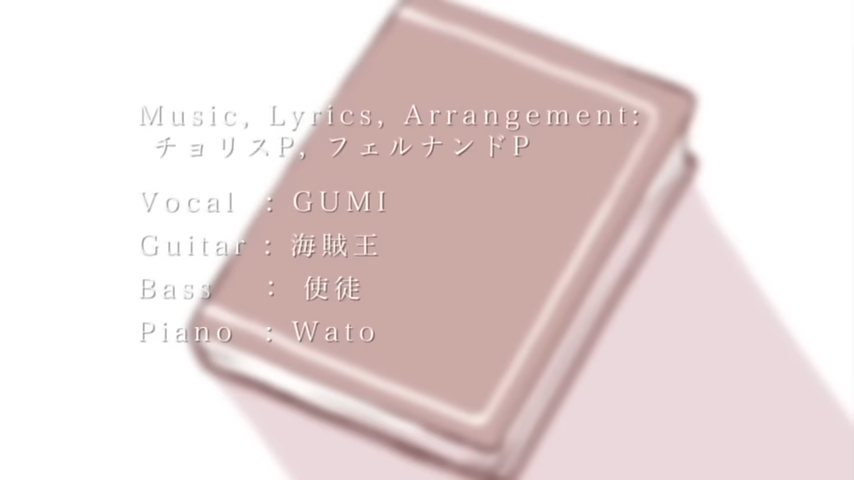 Music, Lyrics, Arrangement:
チョリスP, フェルナンドP
Vocal : GUMI
Guitar : 海賊王
Bass : 使徒
Piano : Wato